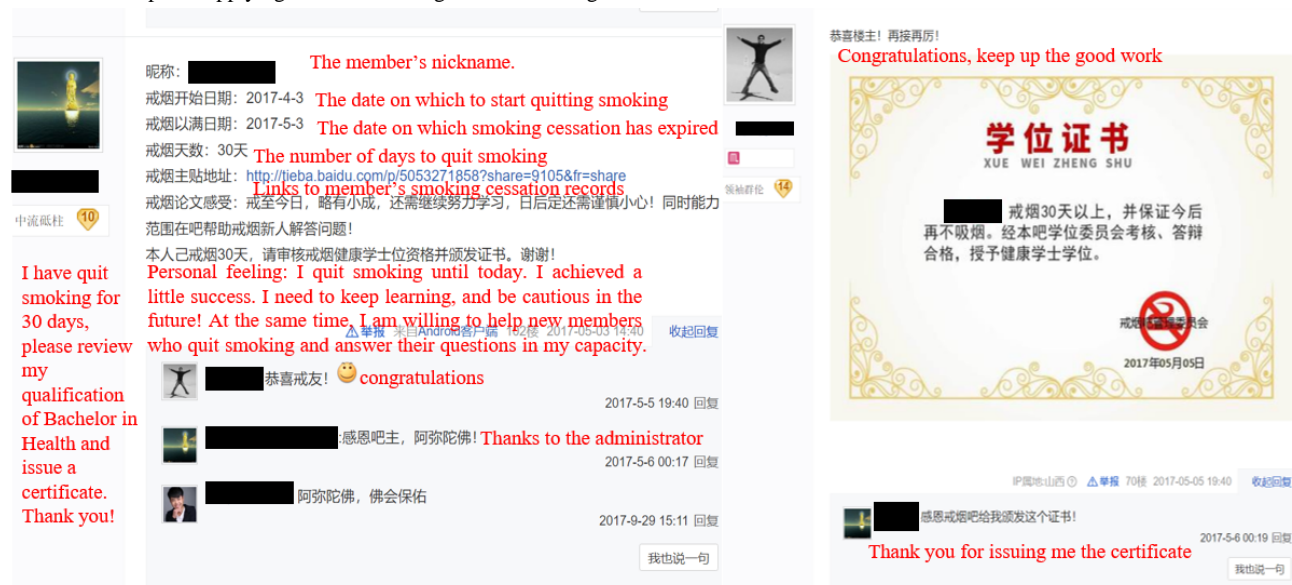 昵称：
The member's nickname.
戒烟开始日期：2017-4-3
The date on which to start quitting smoking
戒烟以满日期：2017-5-3
The date on which smoking cessation has expired
戒烟天数：30天
The number of days to quit smoking
戒烟主贴地址：http://tieba.baidu.com/p/5053271858?share=9105&fr=share
Links to member's smoking cessation records
戒烟论文感受：戒至今日，略有小成，还需继续努力学习，日后定还需谨慎小心！同时能力
范围在吧帮助戒烟新人解答问题！
本人已戒烟30天，请审核戒烟健康学士位资格并颁发证书。谢谢！
Personal feeling: I quit smoking until today. I achieved a
little success. I need to keep learning, and be cautious in the
future! At the same time, I am willing to help new members
who quit smoking and answer their questions in my capacity.
中流砥柱 10
I have quit
smoking for
30 days,
please review
my
qualification
of Bachelor in
Health and
issue a
certificate.
Thank you!
举报 来自Android客户端 102楼 2017-05-03 14:40 收起回复
恭喜戒友！
congratulations
2017-5-5 19:40 回复
:感恩吧主，阿弥陀佛！
Thanks to the administrator
2017-5-6 00:17 回复
阿弥陀佛，佛会保佑
2017-9-29 15:11 回复
我也说一句
领袖群伦 14
恭喜楼主！再接再厉！
Congratulations, keep up the good work
学位证书
XUE WEI ZHENG SHU
戒烟30天以上，并保证今后
再不吸烟。经本吧学位委员会考核、答辩
合格，授予健康学士学位。
戒烟吧管理委员会
2017年05月05日
IP属地:山西 举报 70楼 2017-05-05 19:40 收起回复
感恩戒烟吧给我颁发这个证书！
2017-5-6 00:19 回复
Thank you for issuing me the certificate
我也说一句